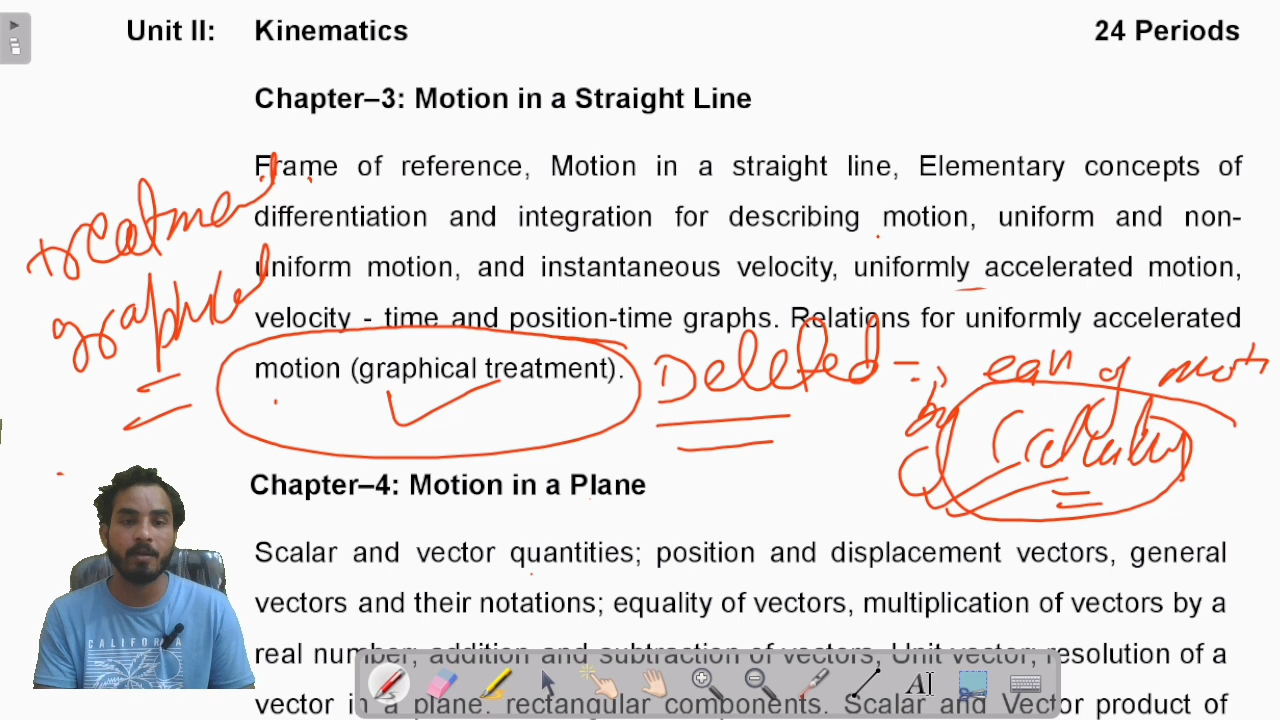 Unit II: Kinematics 24 Periods
Chapter–3: Motion in a Straight Line
Frame of reference, Motion in a straight line, Elementary concepts of
differentiation and integration for describing motion, uniform and non-
uniform motion, and instantaneous velocity, uniformly accelerated motion,
velocity - time and position-time graphs. Relations for uniformly accelerated
motion (graphical treatment).
treatment
graphical
Deleted
by
Chapter–4: Motion in a Plane
Scalar and vector quantities; position and displacement vectors, general
vectors and their notations; equality of vectors, multiplication of vectors by a
real number; addition and subtraction of vectors, Unit vector; resolution of a
vector in a plane. rectangular components. Scalar and Vector product of
CALIFORNIA